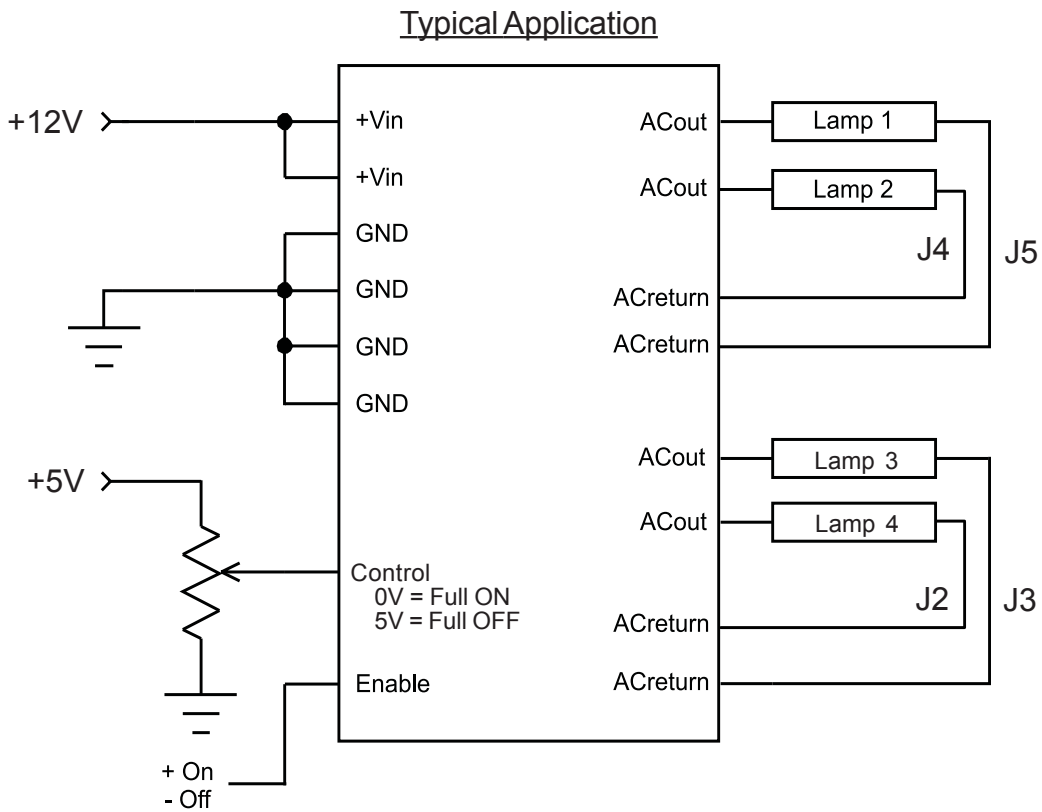 Typical Application
+12V
+Vin
+Vin
GND
GND
GND
GND
+5V
Control
0V = Full ON
5V = Full OFF
Enable
+ On
- Off
ACout
Lamp 1
ACout
Lamp 2
J4
J5
ACreturn
ACreturn
ACout
Lamp 3
ACout
Lamp 4
J2
J3
ACreturn
ACreturn